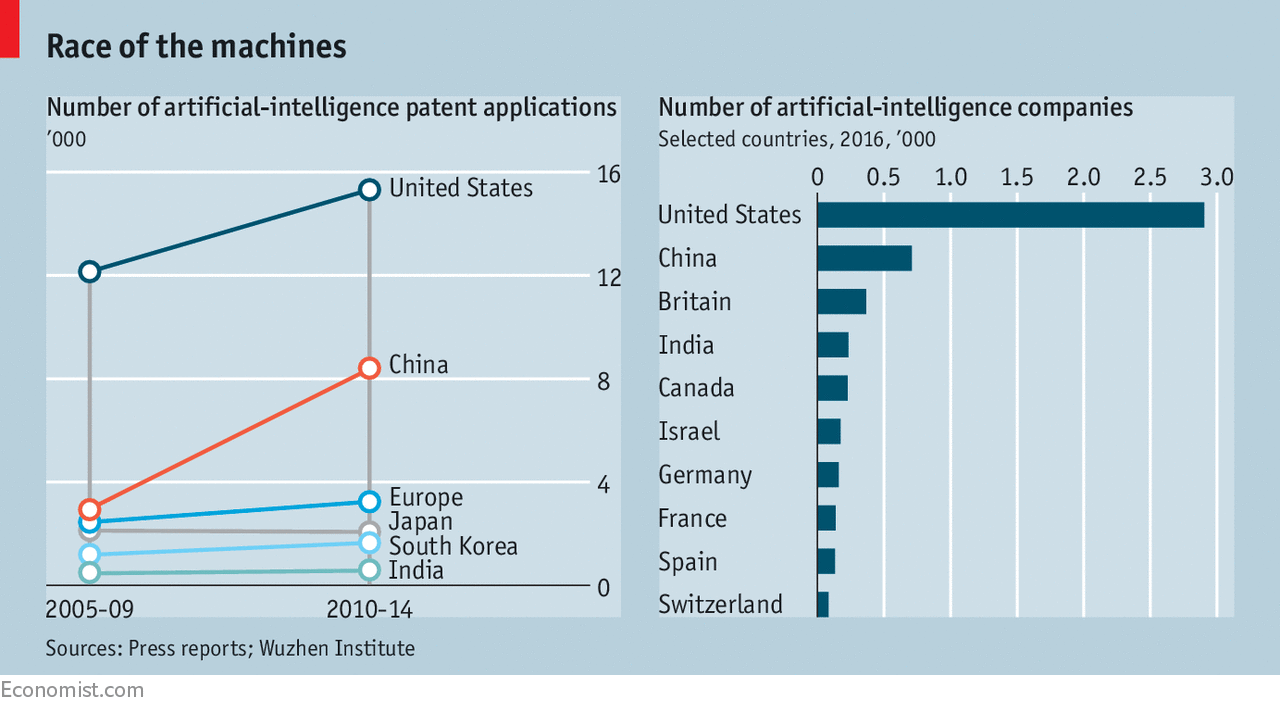 Race of the machines
Number of artificial-intelligence patent applications
’000
16
United States
12
China
8
4
Europe
Japan
South Korea
India
0
2005-09
2010-14
Number of artificial-intelligence companies
Selected countries, 2016, ’000
0 0.5 1.0 1.5 2.0 2.5 3.0
United States
China
Britain
India
Canada
Israel
Germany
France
Spain
Switzerland
Sources: Press reports; Wuzhen Institute
Economist.com